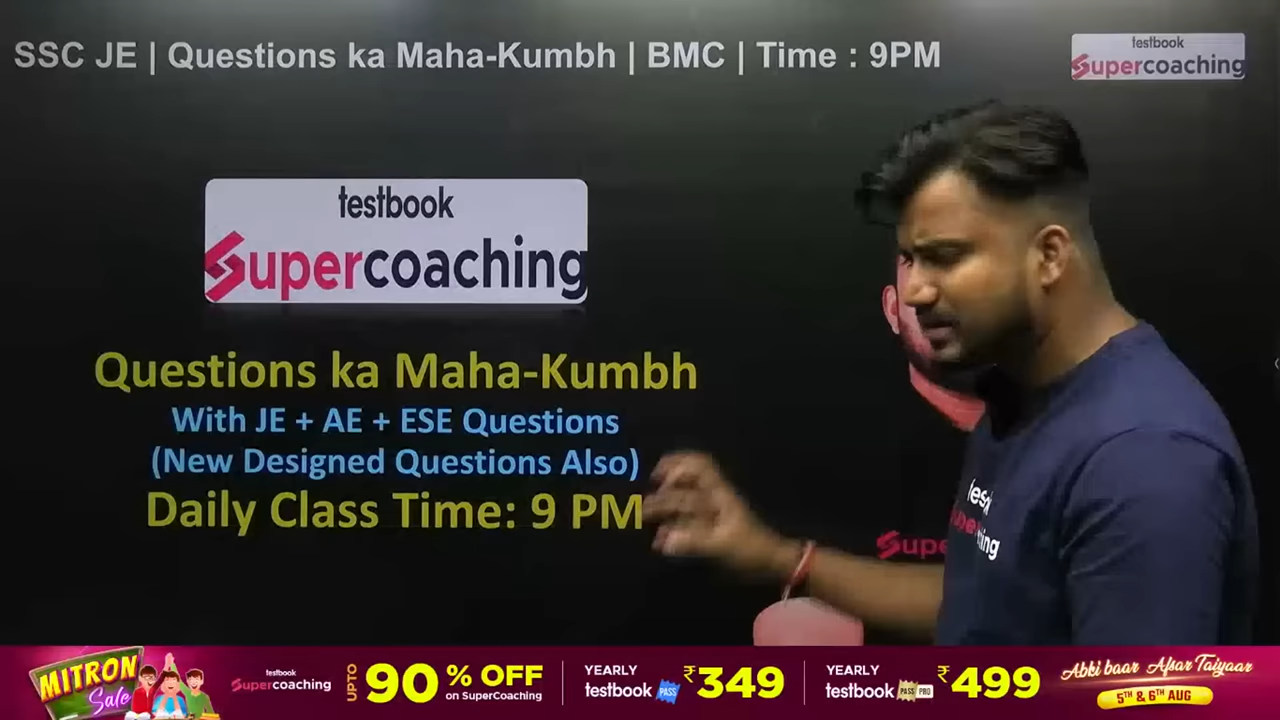 SSC JE | Questions ka Maha-Kumbh | BMC | Time : 9PM
testbook
Supercoaching
testbook
Supercoaching
Questions ka Maha-Kumbh
With JE + AE + ESE Questions
(New Designed Questions Also)
Daily Class Time: 9 PM
MITRON
Sale
testbook
Supercoaching
UPTO
90 % OFF
on SuperCoaching
YEARLY
testbook PASS
₹349
YEARLY
testbook PASS PRO
₹499
Abki baar Afsar Taiyaar
5TH & 6TH AUG